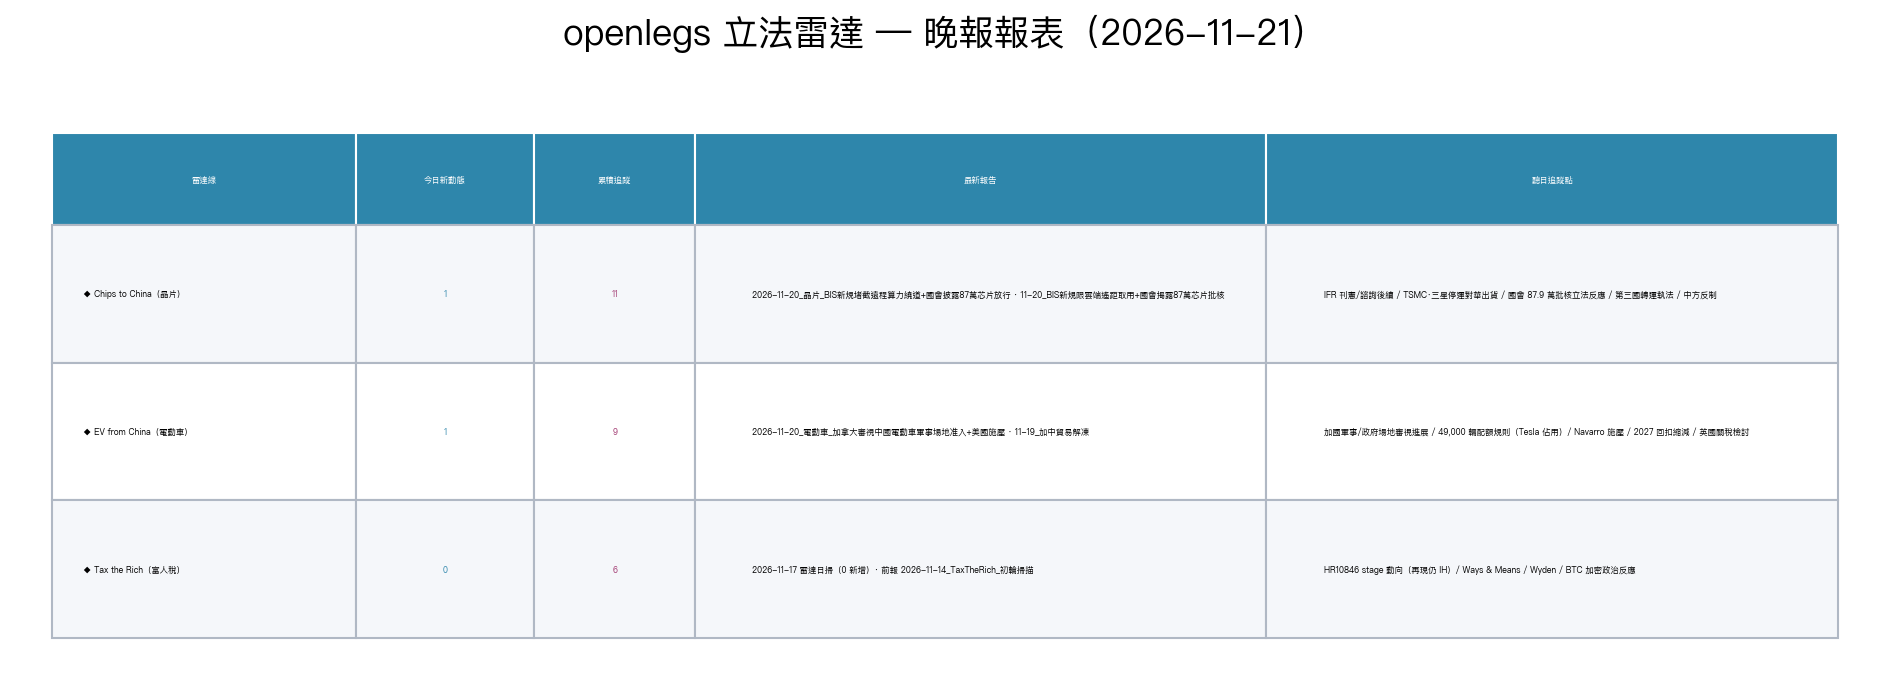 openlegs 立法雷達 — 晚報報表（2026-11-21）
雷達線 今日新動態 累積追蹤 最新報告 聽日追蹤點
◆ Chips to China（晶片） 1 11 2026-11-20_晶片_BIS新規堵截遠程算力繞道+國會披露87萬芯片放行 · 11-20_BIS新規限雲端遙距取用+國會揭露87萬芯片批核 IFR 刊憲/諮詢後續 / TSMC·三星停運對華出貨 / 國會 87.9 萬批核立法反應 / 第三國轉運執法 / 中方反制
◆ EV from China（電動車） 1 9 2026-11-20_電動車_加拿大審視中國電動車軍事場地准入+美國施壓 · 11-19_加中貿易解凍 加國軍事/政府場地審視進展 / 49,000 輛配額規則（Tesla 佔用）/ Navarro 施壓 / 2027 回扣縮減 / 英國關稅檢討
◆ Tax the Rich（富人稅） 0 6 2026-11-17 雷達日掃（0 新增）· 前報 2026-11-14_TaxTheRich_初輪掃描 HR10846 stage 動向（再現仍 IH）/ Ways & Means / Wyden / BTC 加密政治反應